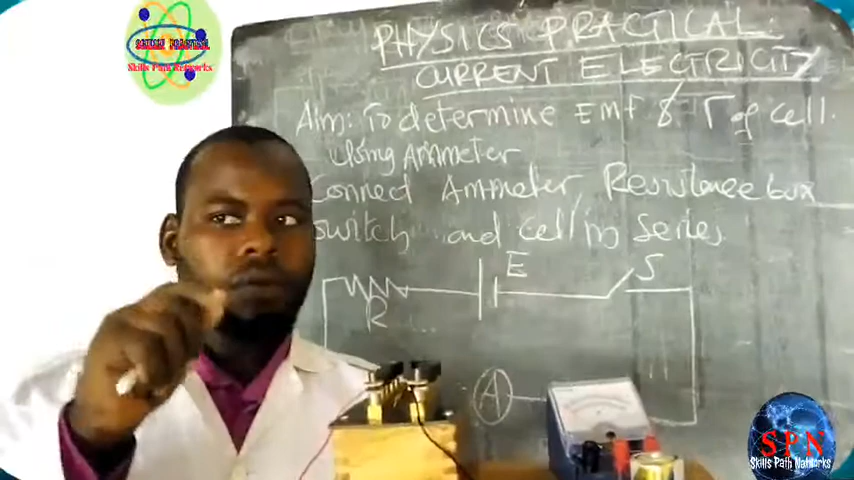 PHYSICS PRACTICAL:
CURRENT ELECTRICITY
Aim: To determine EMF & r of cell.
Using Ammeter
Connect Ammeter, Resistance box
switch and cell in series
E
S
R
A
SPN
Skills Path Networks
Skills Path Networks